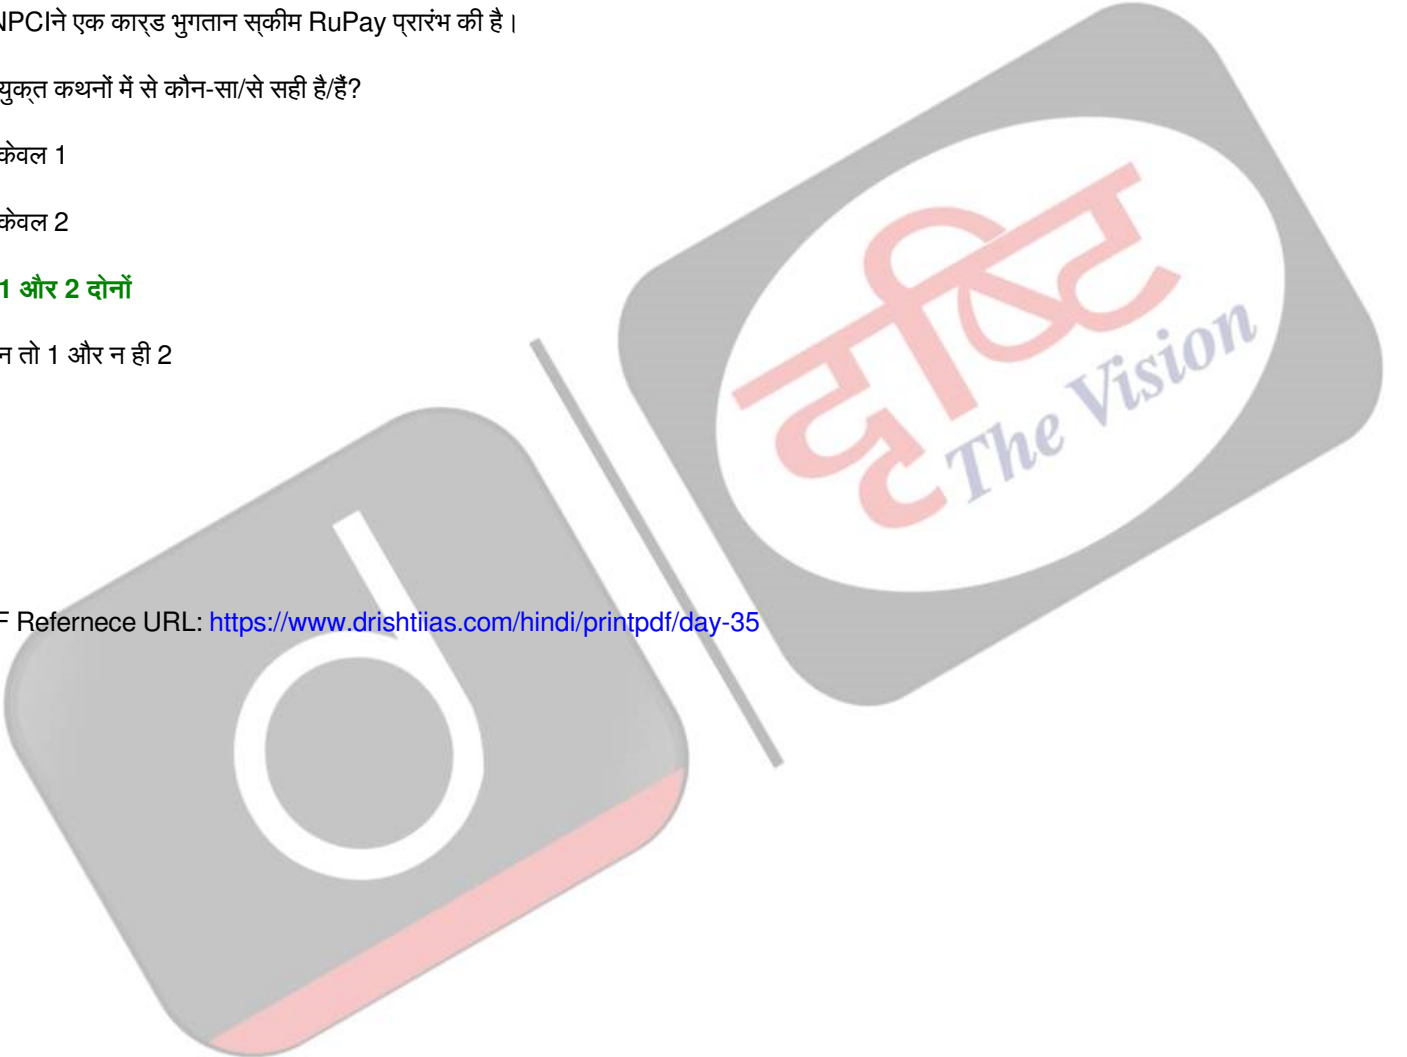 NPCIने एक कार्ड भुगतान स्कीम RuPay प्रारंभ की है।
युक्त कथनों में से कौन-सा/से सही है/हैं?
केवल 1
केवल 2
1 और 2 दोनों
न तो 1 और न ही 2
दृष्टि
The Vision
d
F Refernece URL: https://www.drishtiias.com/hindi/printpdf/day-35